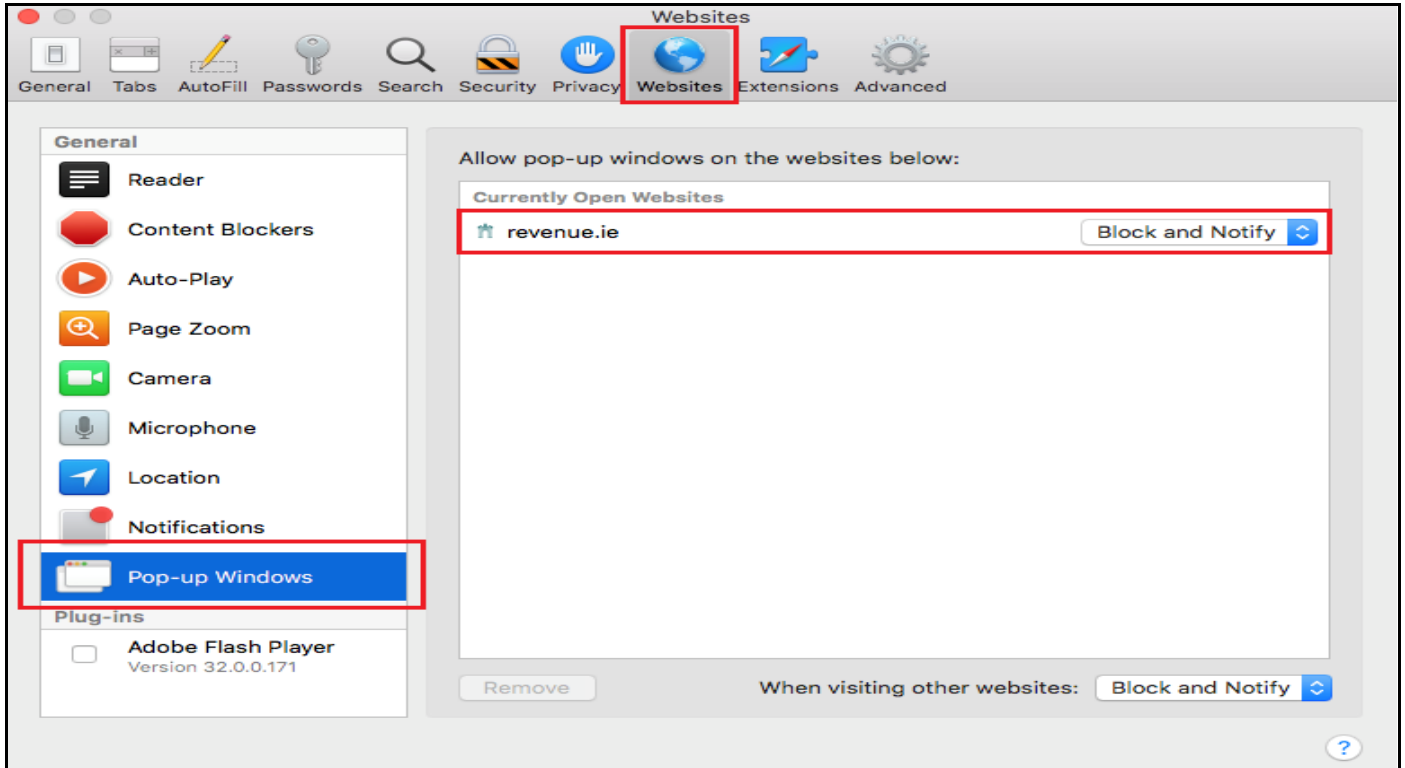 Websites
General Tabs AutoFill Passwords Search Security Privacy Websites Extensions Advanced
General
Reader
Content Blockers
Auto-Play
Page Zoom
Camera
Microphone
Location
Notifications
Pop-up Windows
Plug-ins
Adobe Flash Player
Version 32.0.0.171
Allow pop-up windows on the websites below:
Currently Open Websites
revenue.ie Block and Notify
Remove When visiting other websites: Block and Notify
?